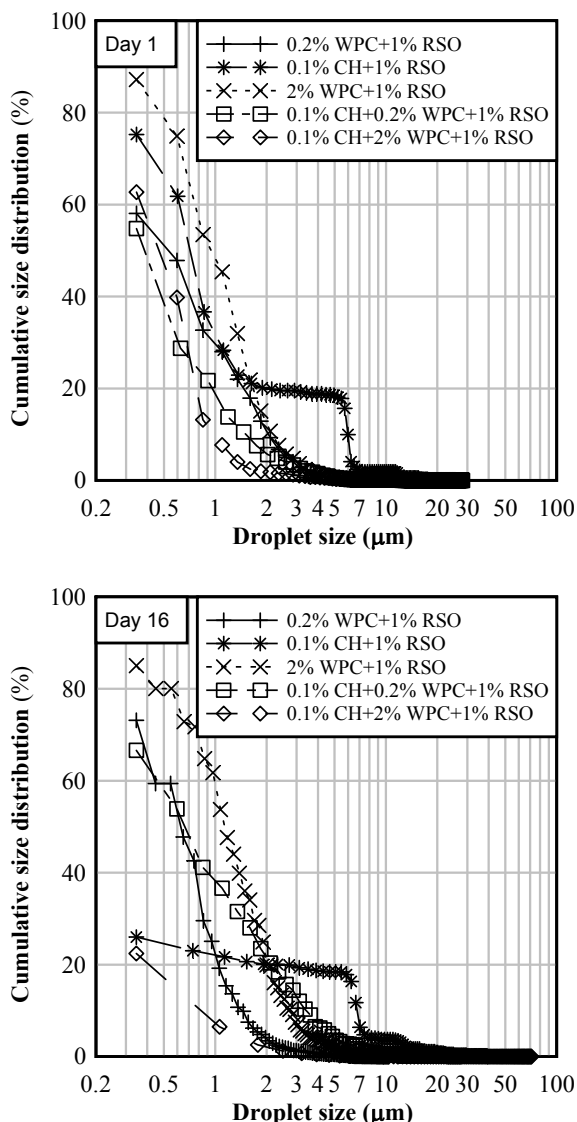 100
Day 1
0.2% WPC+1% RSO
0.1% CH+1% RSO
2% WPC+1% RSO
0.1% CH+0.2% WPC+1% RSO
0.1% CH+2% WPC+1% RSO
80
60
40
20
0
Cumulative size distribution (%)
0.2 0.5 1 2 3 4 5 7 10 20 30 100
Droplet size (μm)
100
Day 16
0.2% WPC+1% RSO
0.1% CH+1% RSO
2% WPC+1% RSO
0.1% CH+0.2% WPC+1% RSO
0.1% CH+2% WPC+1% RSO
80
60
40
20
0
Cumulative size distribution (%)
0.2 0.5 1 2 3 4 5 7 10 20 30 100
Droplet size (μm)